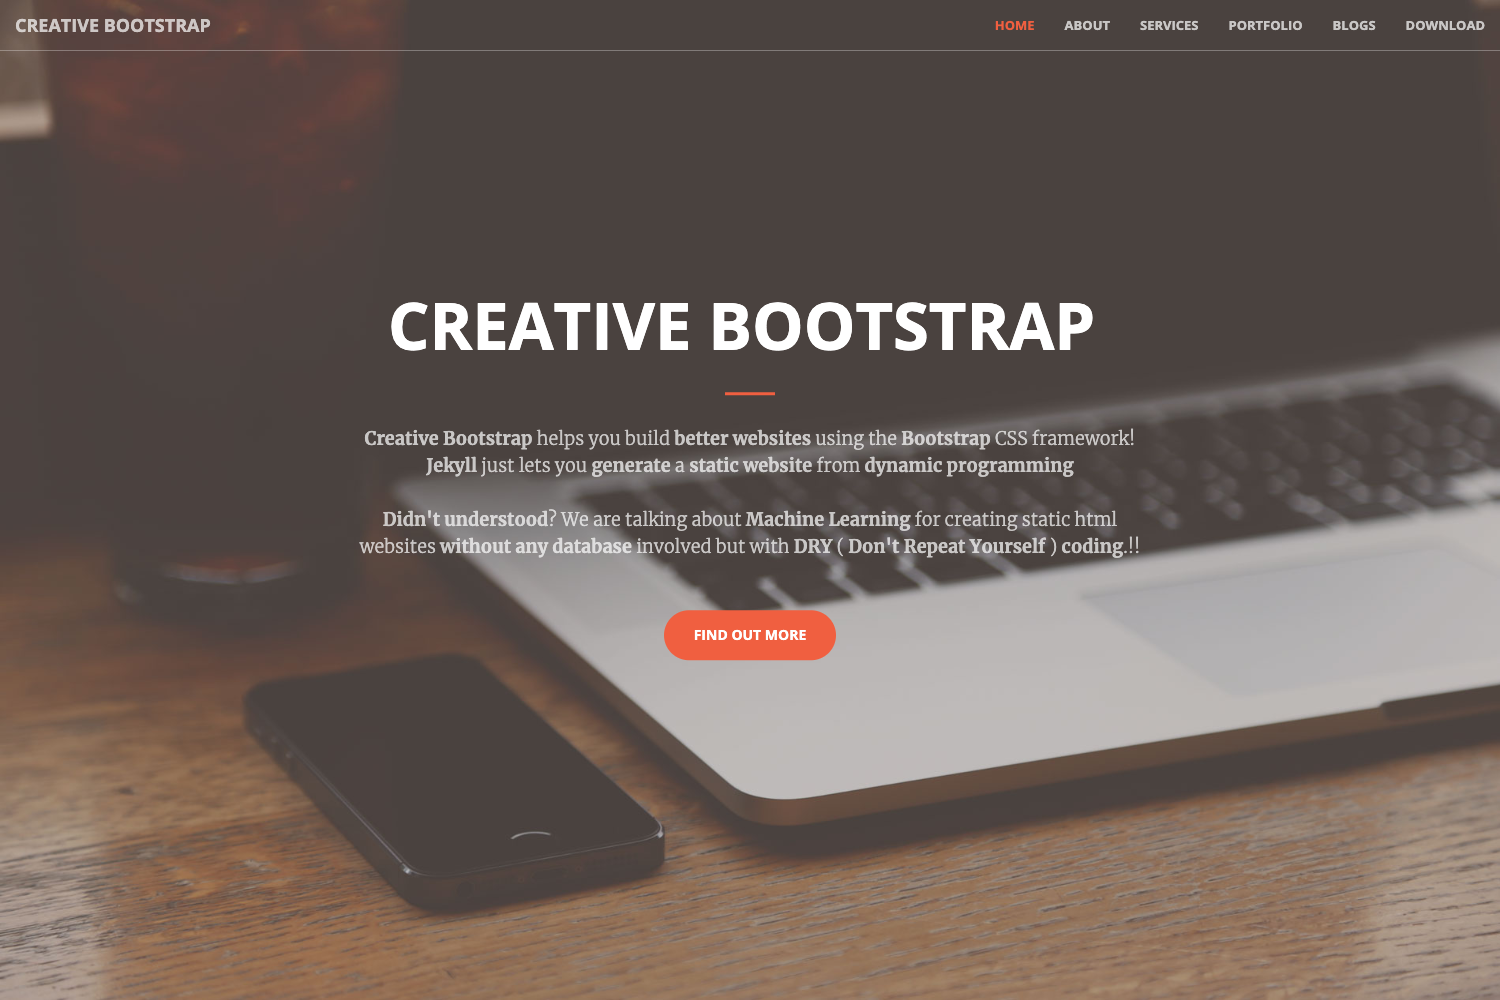 CREATIVE BOOTSTRAP
HOME ABOUT SERVICES PORTFOLIO BLOGS DOWNLOAD
CREATIVE BOOTSTRAP
Creative Bootstrap helps you build better websites using the Bootstrap CSS framework!
Jekyll just lets you generate a static website from dynamic programming
Didn't understood? We are talking about Machine Learning for creating static html
websites without any database involved but with DRY ( Don't Repeat Yourself ) coding.!!
FIND OUT MORE